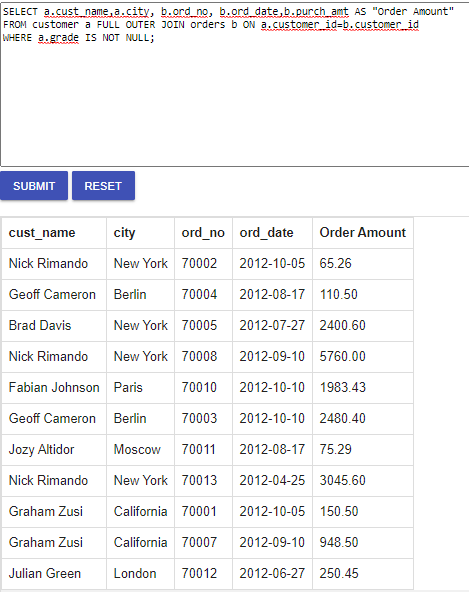 SELECT a.cust_name,a.city, b.ord_no, b.ord_date,b.purch_amt AS "Order Amount"
FROM customer a FULL OUTER JOIN orders b ON a.customer_id=b.customer_id
WHERE a.grade IS NOT NULL;
SUBMIT RESET
cust_name city ord_no ord_date Order Amount
Nick Rimando New York 70002 2012-10-05 65.26
Geoff Cameron Berlin 70004 2012-08-17 110.50
Brad Davis New York 70005 2012-07-27 2400.60
Nick Rimando New York 70008 2012-09-10 5760.00
Fabian Johnson Paris 70010 2012-10-10 1983.43
Geoff Cameron Berlin 70003 2012-10-10 2480.40
Jozy Altidor Moscow 70011 2012-08-17 75.29
Nick Rimando New York 70013 2012-04-25 3045.60
Graham Zusi California 70001 2012-10-05 150.50
Graham Zusi California 70007 2012-09-10 948.50
Julian Green London 70012 2012-06-27 250.45